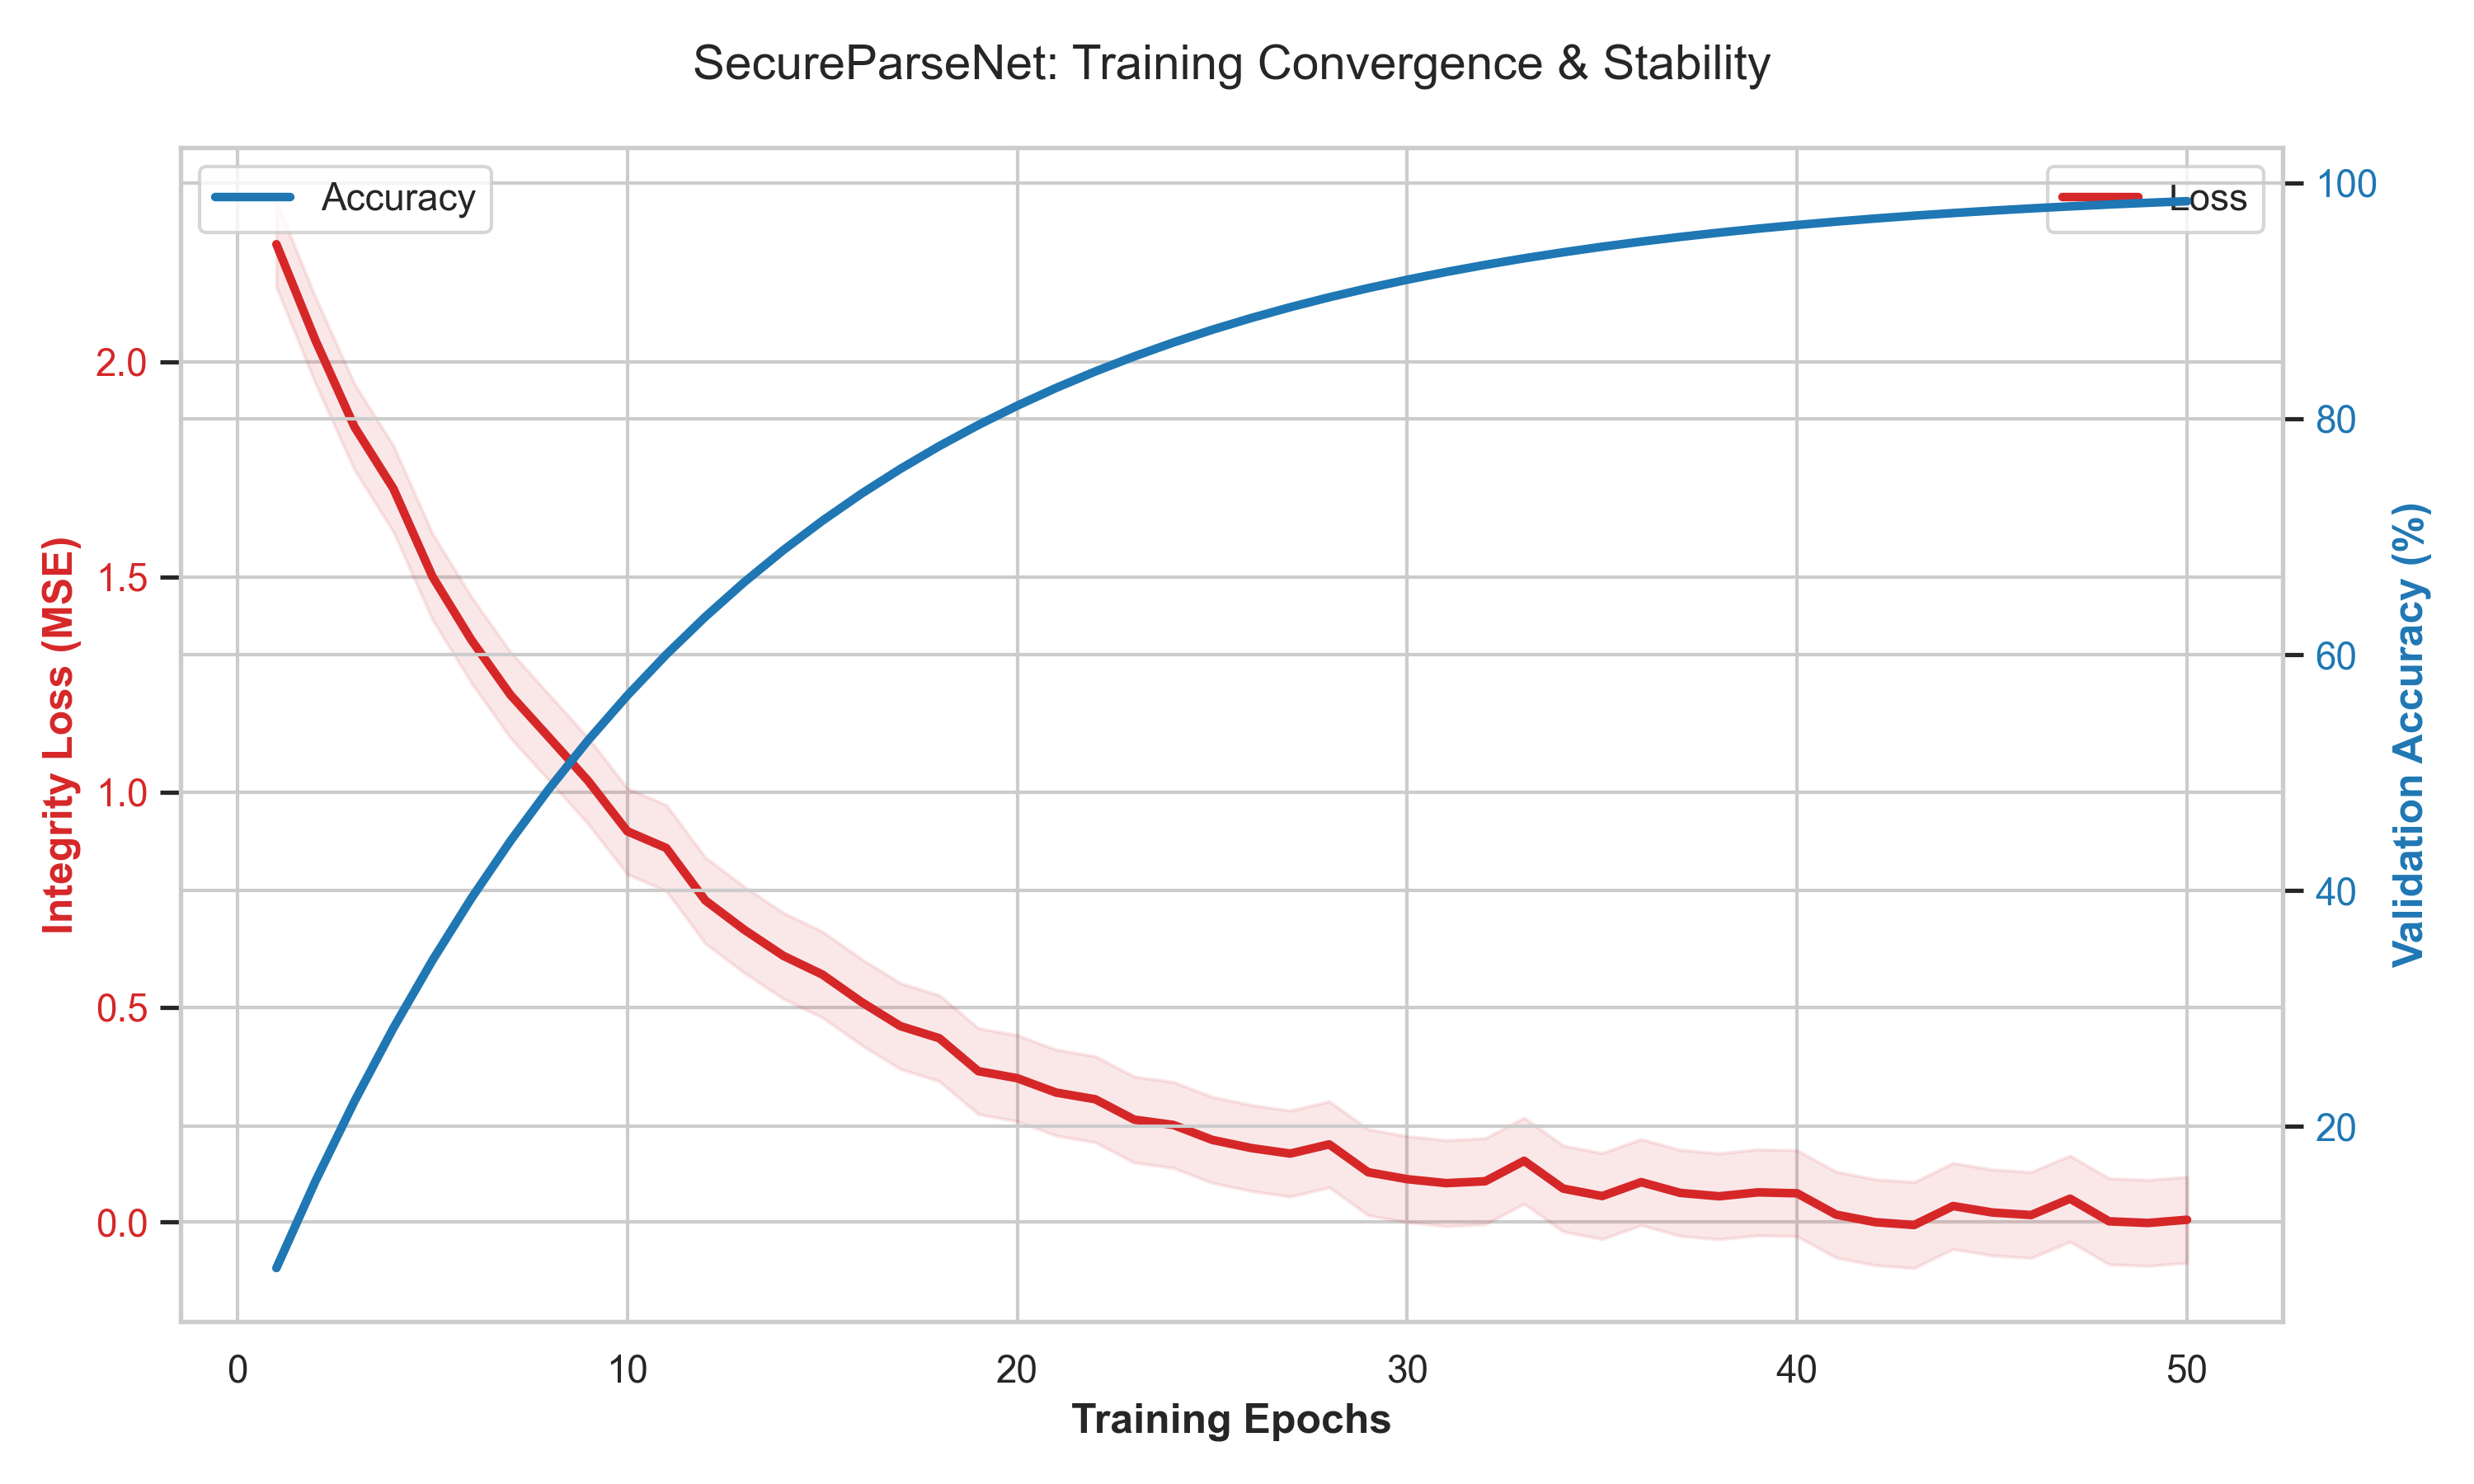 SecureParseNet: Training Convergence & Stability
Accuracy
Loss
Integrity Loss (MSE)
2.0
1.5
1.0
0.5
0.0
Validation Accuracy (%)
100
80
60
40
20
0 10 20 30 40 50
Training Epochs